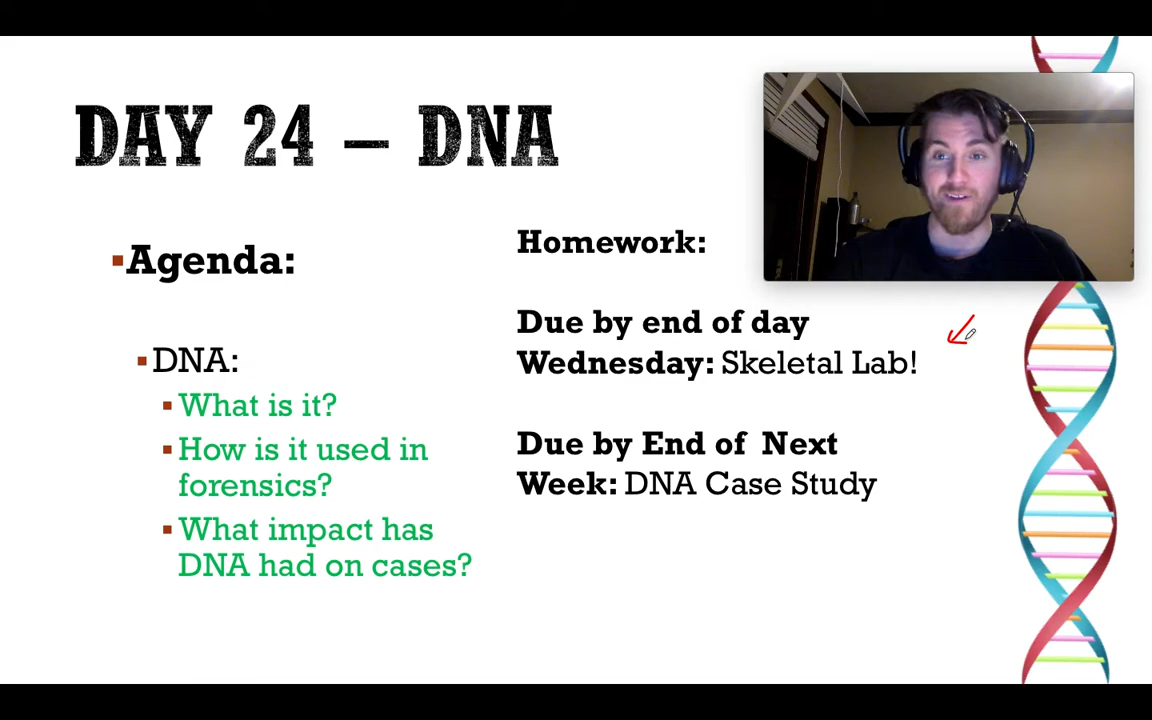 DAY 24 – DNA
▪Agenda:
▪DNA:
▪What is it?
▪How is it used in
forensics?
▪What impact has
DNA had on cases?
Homework:
Due by end of day
Wednesday: Skeletal Lab!
Due by End of  Next
Week: DNA Case Study